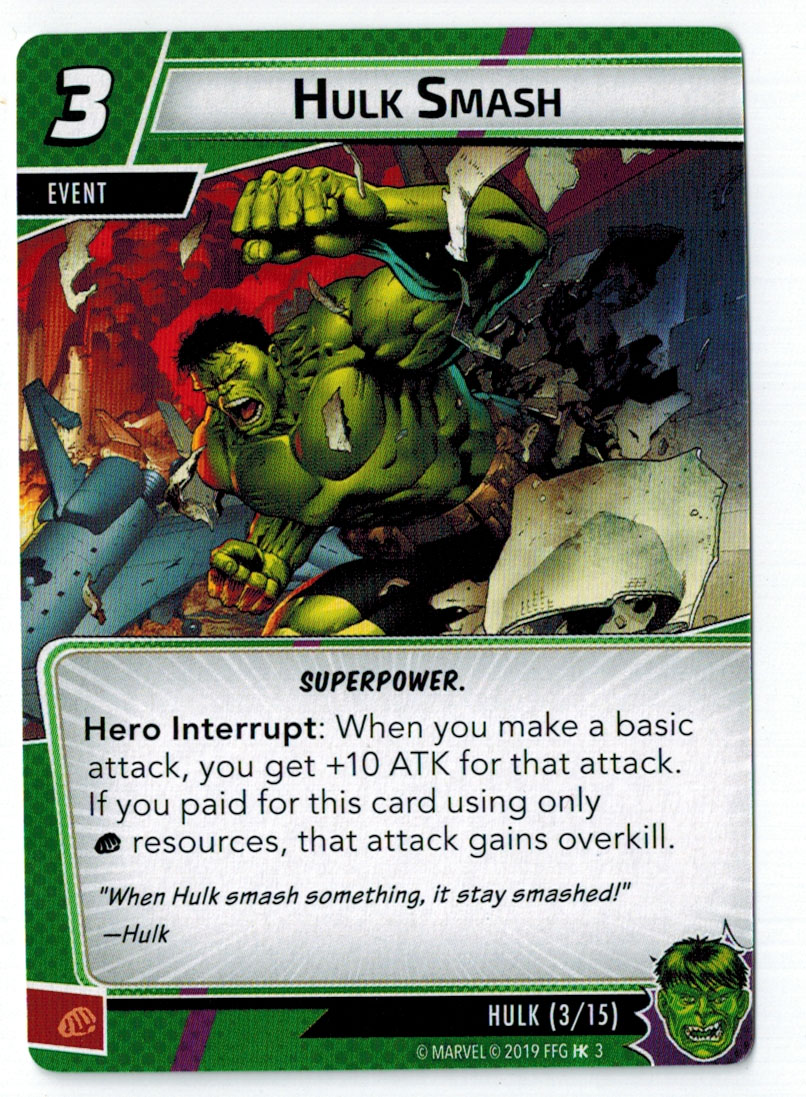 3
HULK SMASH
EVENT
SUPERPOWER.
Hero Interrupt: When you make a basic
attack, you get +10 ATK for that attack.
If you paid for this card using only
resources, that attack gains overkill.
"When Hulk smash something, it stay smashed!"
—Hulk
HULK (3/15)
© MARVEL © 2019 FFG HK 3